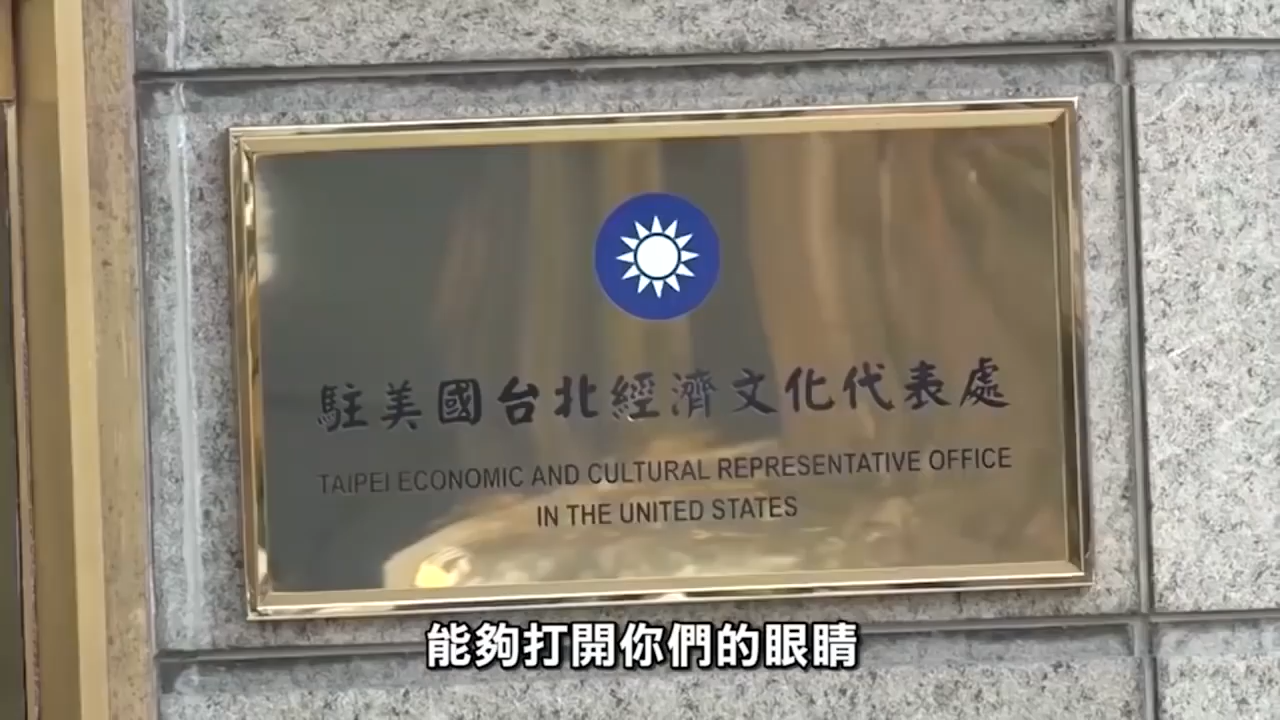 駐美國台北經濟文化代表處
TAIPEI ECONOMIC AND CULTURAL REPRESENTATIVE OFFICE
IN THE UNITED STATES
能夠打開你們的眼睛